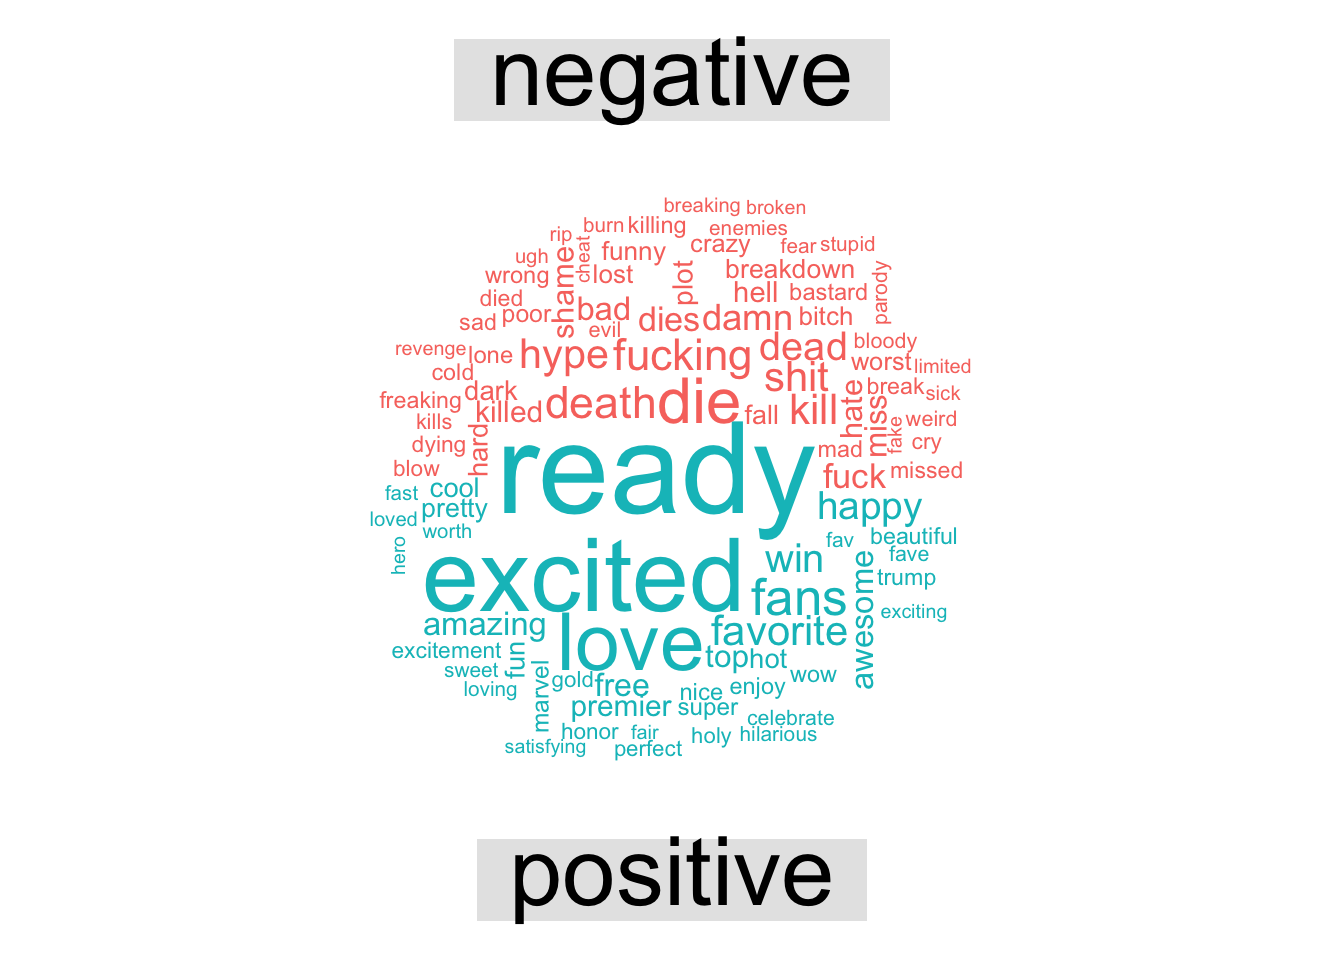 negative
breaking broken
burn killing enemies
rip cheat funny crazy fear stupid
ugh shame plot breakdown parody
wrong lost hell bastard
died bad dies damn bitch
sad poor evil
revenge lone hype fucking dead bloody
cold worst limited
freaking dark death die shit break sick
kills killed fall kill hate miss fake weird
dying hard mad cry
blow fuck missed
ready
fast cool happy
loved pretty
hero worth fav beautiful
excited win fave
fans awesome trump
amazing love favorite exciting
excitement fun top hot
sweet marvel gold free nice enjoy wow
loving premier super
honor fair holy celebrate
satisfying perfect hilarious
positive